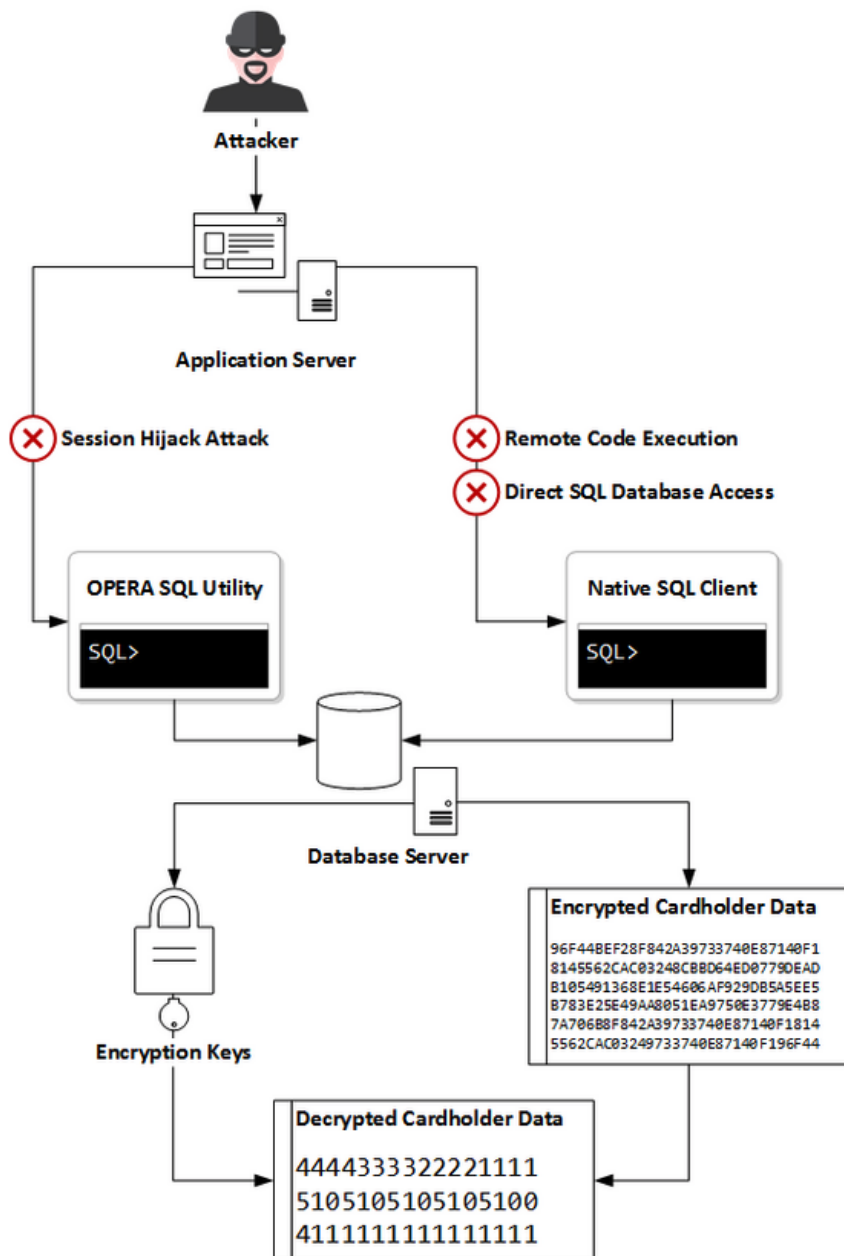 Attacker
Application Server
Session Hijack Attack
Remote Code Execution
Direct SQL Database Access
OPERA SQL Utility
SQL>
Native SQL Client
SQL>
Database Server
Encryption Keys
Encrypted Cardholder Data
96F44BEF28F842A39733740E87140F1
8145562CAC03248CBBD64ED0779DEAD
B105491368E1E54606AF929DB5A5EE5
B783E25E49AA8051EA9750E3779E4B8
7A706B8F842A39733740E87140F1814
5562CAC03249733740E87140F196F44
Decrypted Cardholder Data
4444333322221111
5105105105105100
4111111111111111